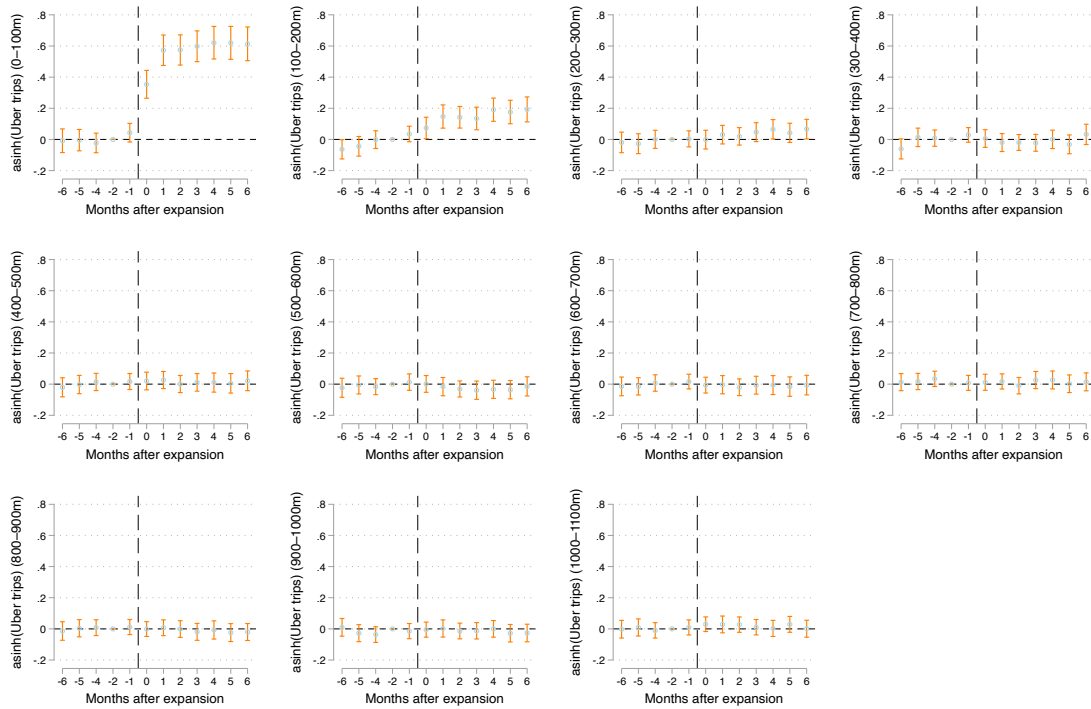 asinh(Uber trips) (0–100m)
.8
.6
.4
.2
0
-.2
-6 -5 -4 -2 -1 0 1 2 3 4 5 6
Months after expansion
asinh(Uber trips) (100–200m)
.8
.6
.4
.2
0
-.2
-6 -5 -4 -2 -1 0 1 2 3 4 5 6
Months after expansion
asinh(Uber trips) (200–300m)
.8
.6
.4
.2
0
-.2
-6 -5 -4 -2 -1 0 1 2 3 4 5 6
Months after expansion
asinh(Uber trips) (300–400m)
.8
.6
.4
.2
0
-.2
-6 -5 -4 -2 -1 0 1 2 3 4 5 6
Months after expansion
asinh(Uber trips) (400–500m)
.8
.6
.4
.2
0
-.2
-6 -5 -4 -2 -1 0 1 2 3 4 5 6
Months after expansion
asinh(Uber trips) (500–600m)
.8
.6
.4
.2
0
-.2
-6 -5 -4 -2 -1 0 1 2 3 4 5 6
Months after expansion
asinh(Uber trips) (600–700m)
.8
.6
.4
.2
0
-.2
-6 -5 -4 -2 -1 0 1 2 3 4 5 6
Months after expansion
asinh(Uber trips) (700–800m)
.8
.6
.4
.2
0
-.2
-6 -5 -4 -2 -1 0 1 2 3 4 5 6
Months after expansion
asinh(Uber trips) (800–900m)
.8
.6
.4
.2
0
-.2
-6 -5 -4 -2 -1 0 1 2 3 4 5 6
Months after expansion
asinh(Uber trips) (900–1000m)
.8
.6
.4
.2
0
-.2
-6 -5 -4 -2 -1 0 1 2 3 4 5 6
Months after expansion
asinh(Uber trips) (1000–1100m)
.8
.6
.4
.2
0
-.2
-6 -5 -4 -2 -1 0 1 2 3 4 5 6
Months after expansion